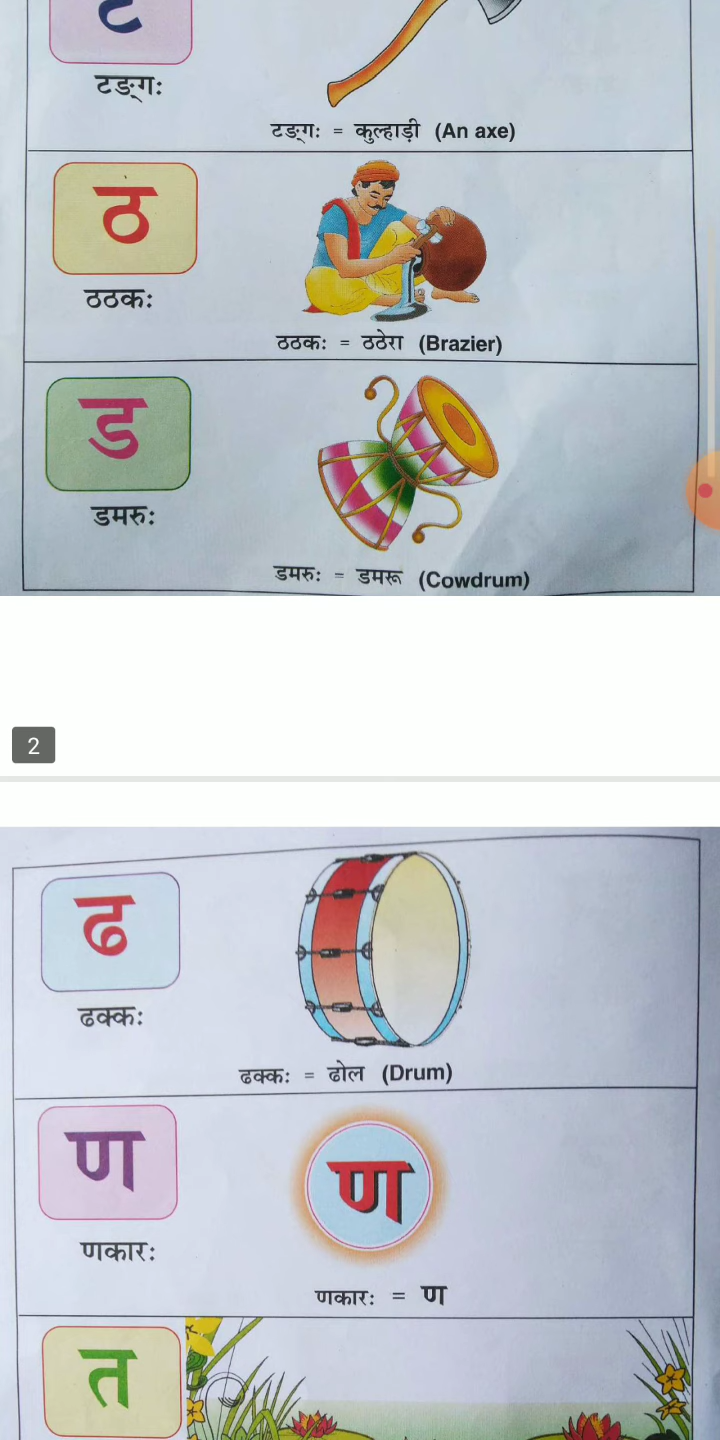 ट
टङ्गः
टङ्गः = कुल्हाड़ी (An axe)
ठ
ठठकः
ठठकः = ठठेरा (Brazier)
ड
डमरुः
डमरुः = डमरू (Cowdrum)
2
ढ
ढक्कः
ढक्कः = ढोल (Drum)
ण
ण
णकारः
णकारः = ण
त